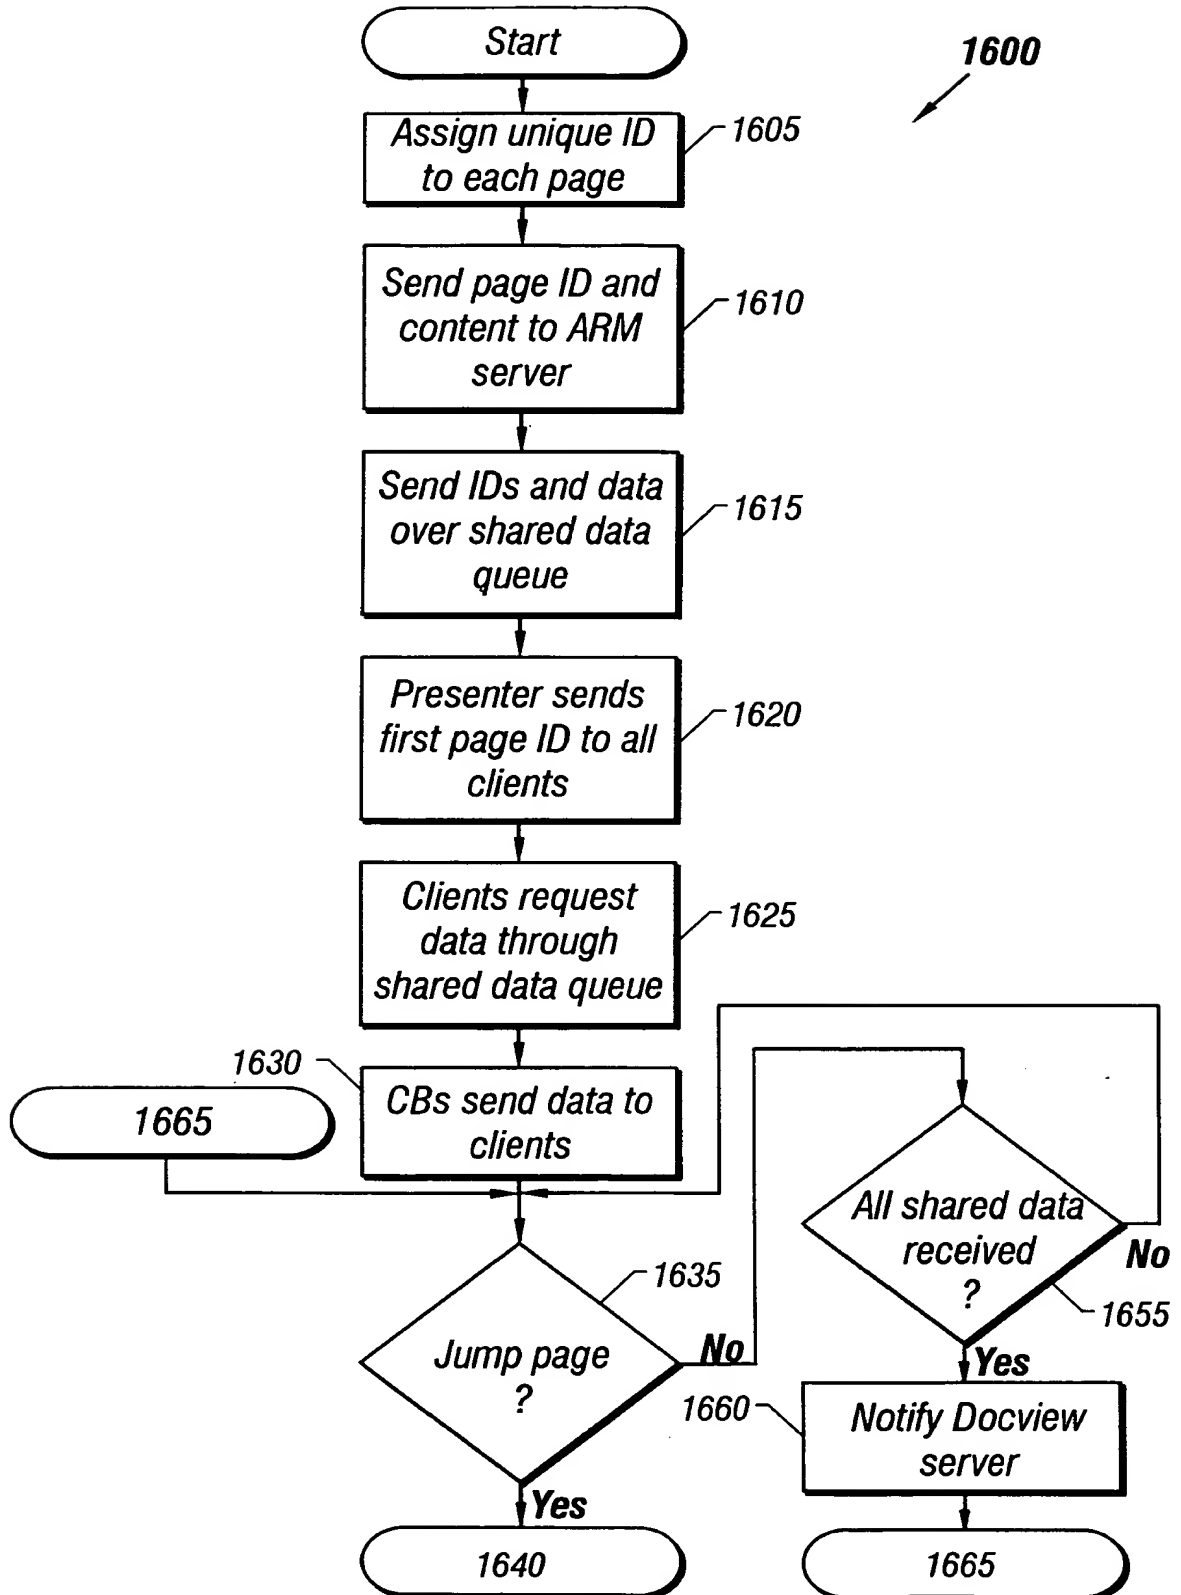 Start
1600
Assign unique ID
to each page
1605
Send page ID and
content to ARM
server
1610
Send IDs and data
over shared data
queue
1615
Presenter sends
first page ID to all
clients
1620
Clients request
data through
shared data queue
1625
1630
CBs send data to
clients
1665
All shared data
received
?
No
1655
1635
Jump page
?
No
Yes
1660
Notify Docview
server
Yes
1640
1665